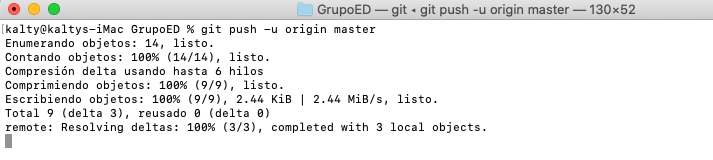 GrupoED — git ◂ git push -u origin master — 130×52
[kalty@kaltys-iMac GrupoED % git push -u origin master
Enumerando objetos: 14, listo.
Contando objetos: 100% (14/14), listo.
Compresión delta usando hasta 6 hilos
Comprimiendo objetos: 100% (9/9), listo.
Escribiendo objetos: 100% (9/9), 2.44 KiB | 2.44 MiB/s, listo.
Total 9 (delta 3), reusado 0 (delta 0)
remote: Resolving deltas: 100% (3/3), completed with 3 local objects.